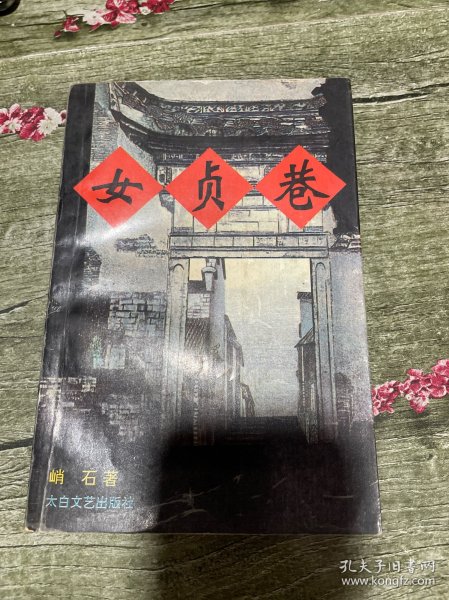 女贞巷
峭 石 著
太白文艺出版社
孔夫子旧书网
www.kongfz.com